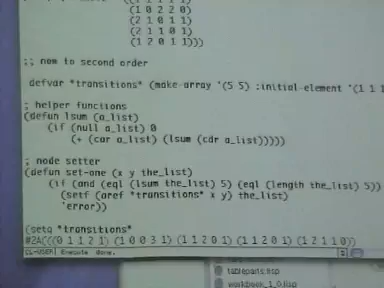 (1 0 2 2 0)
(2 1 0 1 1)
(2 1 1 0 1)
(1 2 0 1 1)))
;; nom to second order
defvar *transitions* (make-array '(5 5) :initial-element '(1 1 1
; helper functions
(defun lsum (a_list)
(if (null a_list) 0
(+ (car a_list) (lsum (cdr a_list)))))
; node setter
(defun set-one (x y the_list)
(if (and (eql (lsum the_list) 5) (eql (length the_list) 5))
(setf (aref *transitions* x y) the_list)
'error))
(setq *transitions*
#2A(((0 1 1 2 1) (1 0 0 3 1) (1 1 2 0 1) (1 1 2 0 1) (1 2 1 1 0))
CL-USER Execute done.
tableparts.lisp
workbook_1_0.lisp